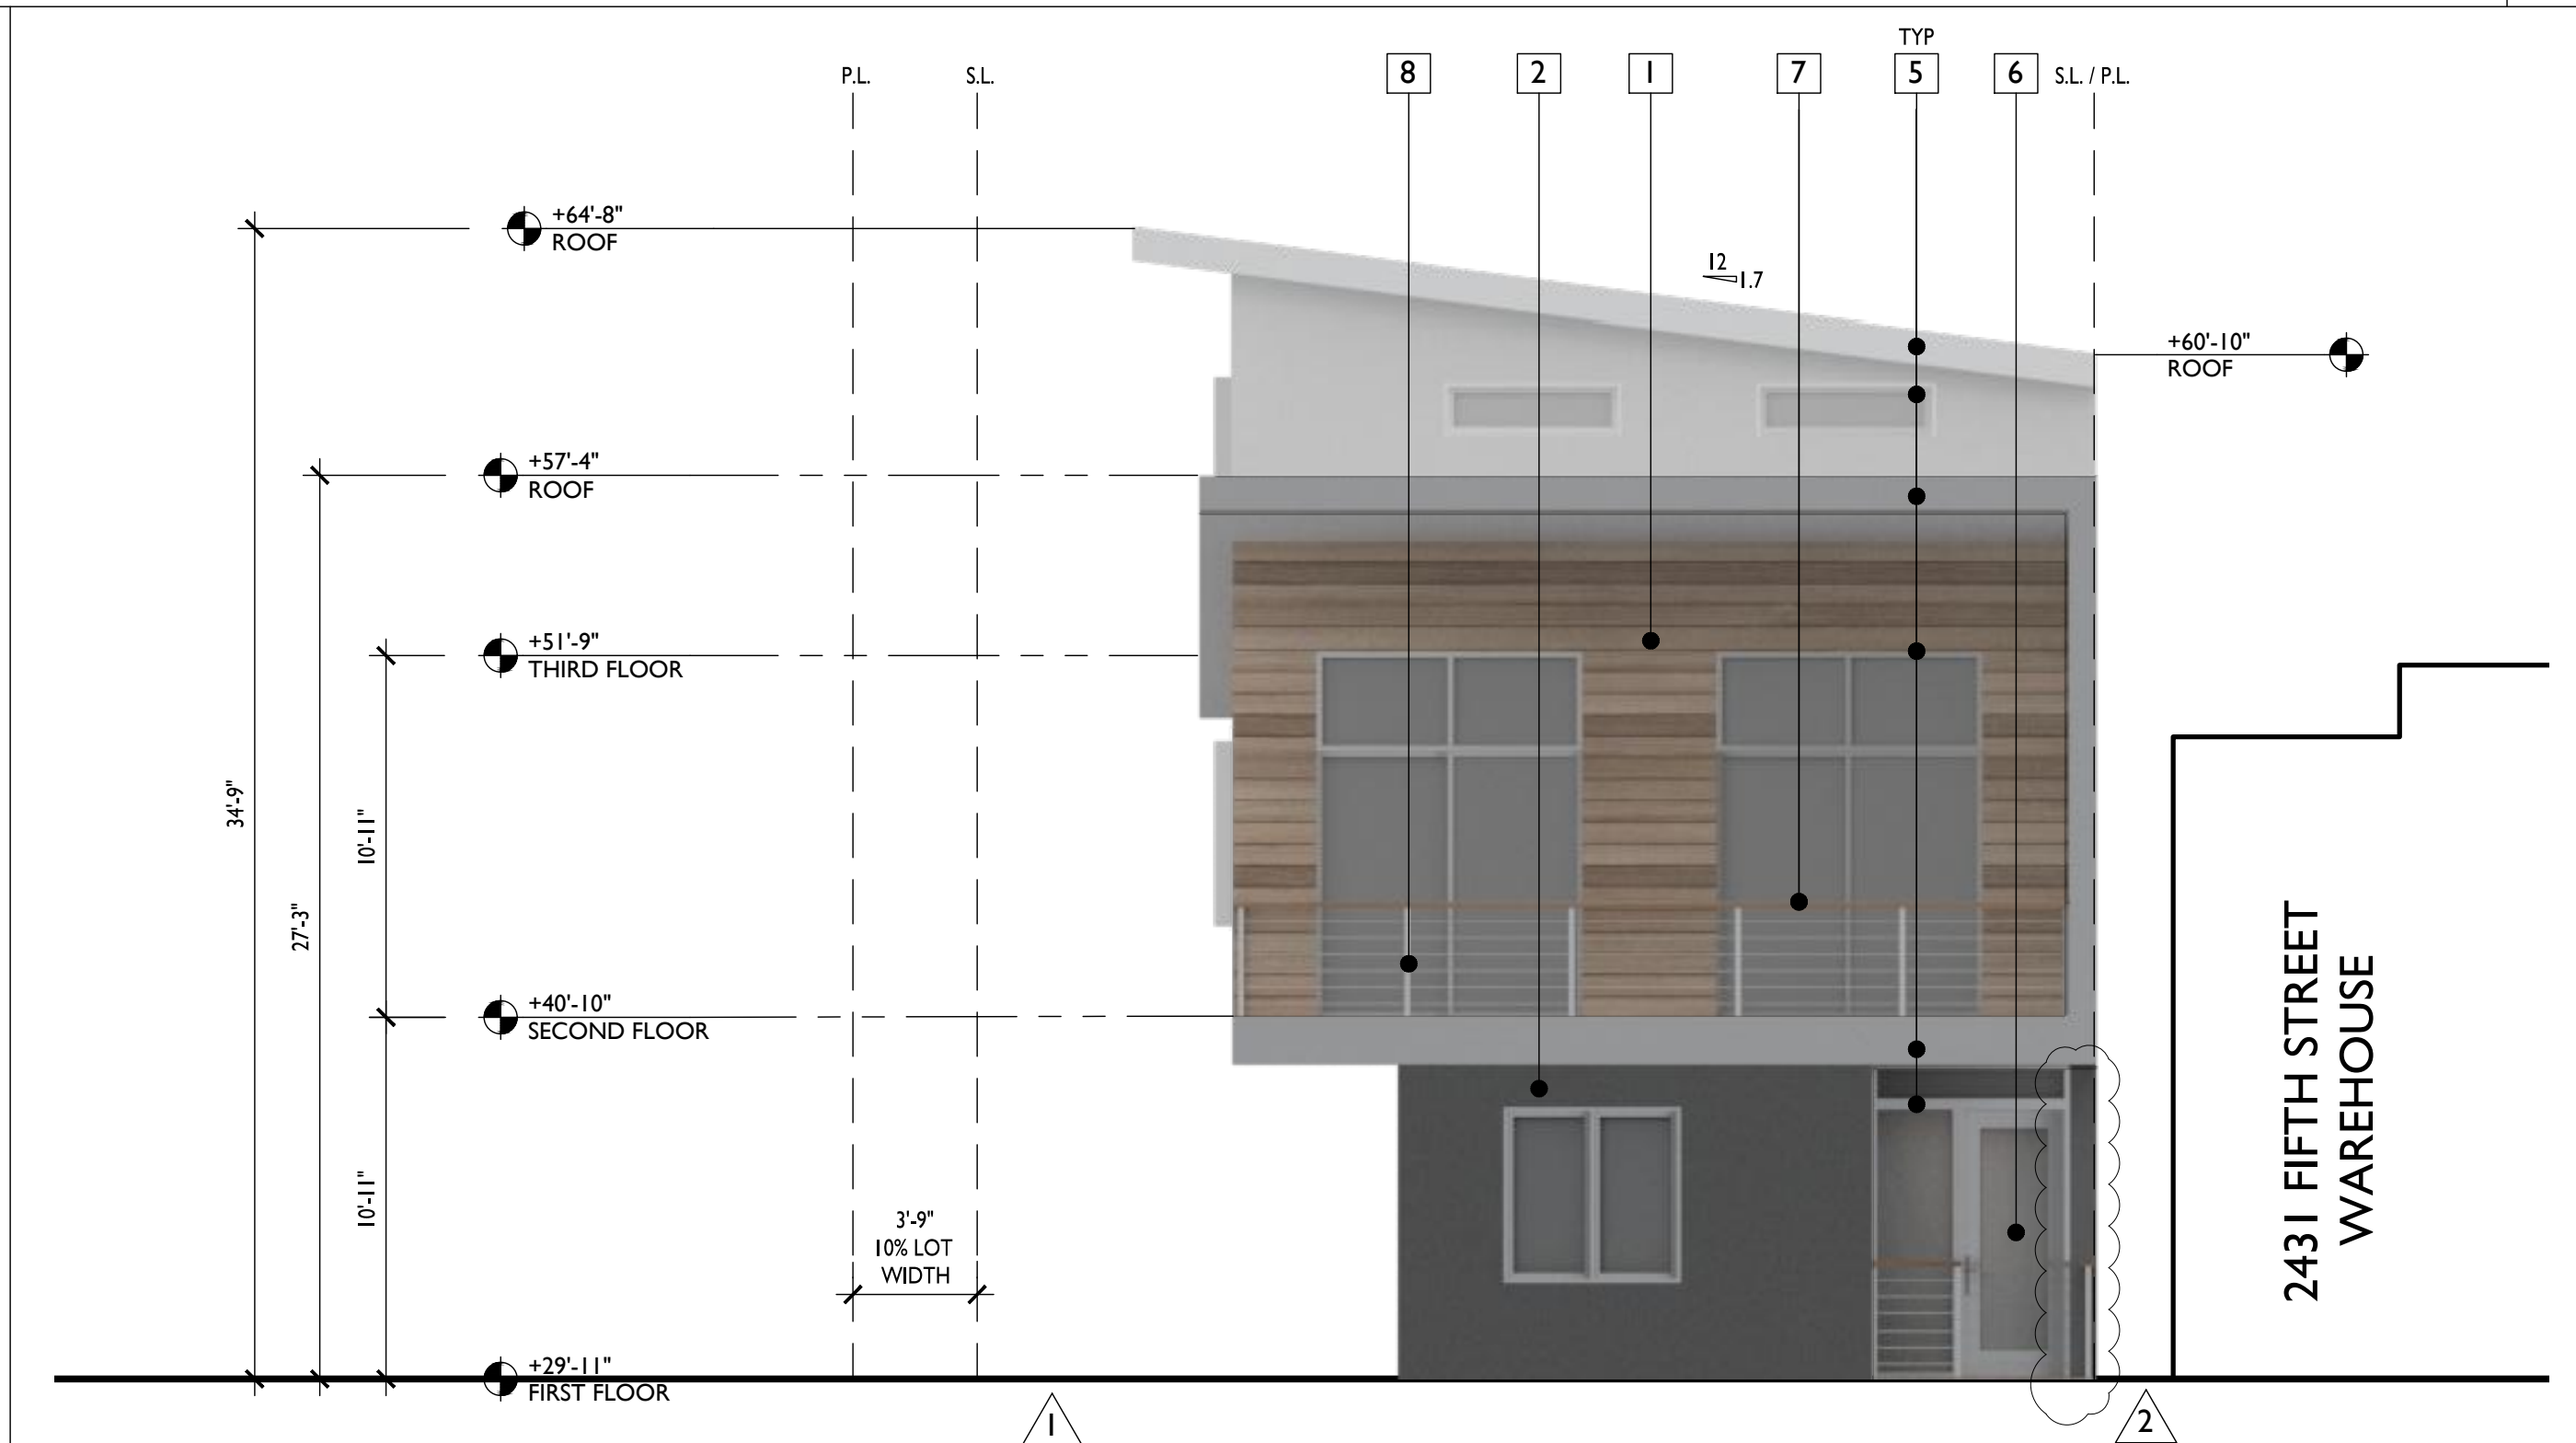 TYP
P.L.
S.L.
8
2
1
7
5
6
S.L. / P.L.
+64'-8"
ROOF
12
1.7
+60'-10"
ROOF
+57'-4"
ROOF
+51'-9"
THIRD FLOOR
34'-9"
10'-11"
27'-3"
+40'-10"
SECOND FLOOR
2431 FIFTH STREET
WAREHOUSE
10'-11"
3'-9"
10% LOT
WIDTH
+29'-11"
FIRST FLOOR
1
2